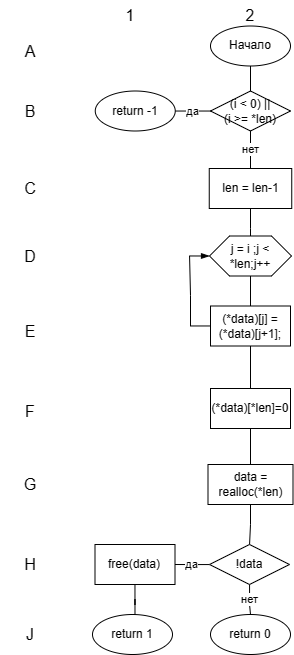 1 2
A Начало
B return -1 да (i < 0) ||
(i >= *len)
нет
C len = len-1
D j = i ;j <
*len;j++
E (*data)[j] =
(*data)[j+1];
F (*data)[*len]=0
G data =
realloc(*len)
H free(data) да !data
нет
J return 1 return 0